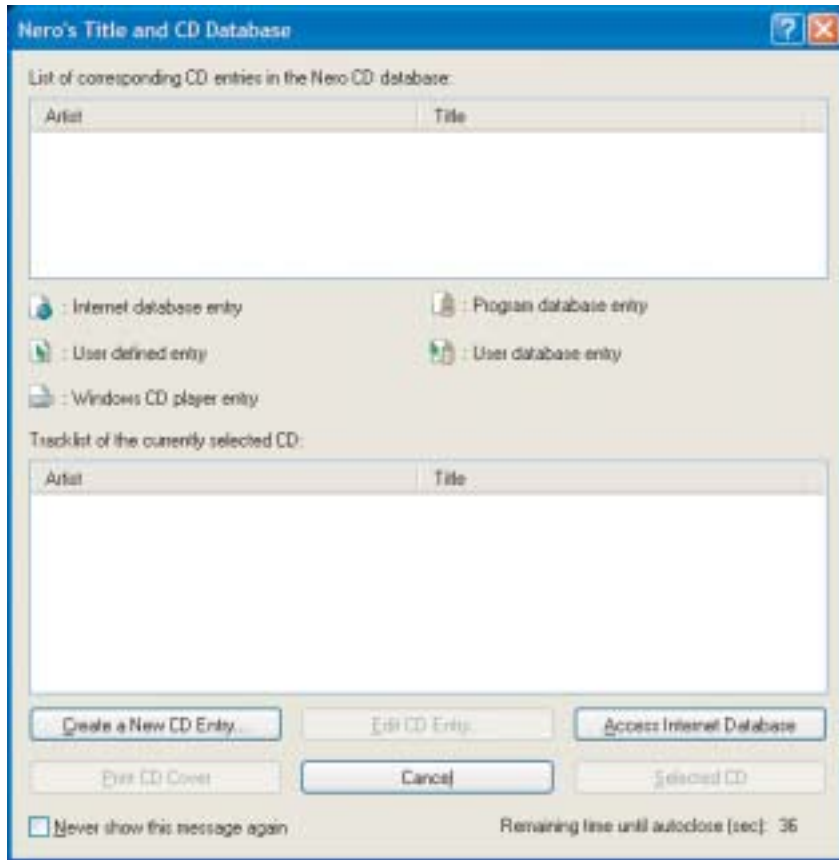 Nero's Title and CD Database
List of corresponding CD entries in the Nero CD database:
Artist Title
: Internet database entry : Program database entry
: User defined entry : User database entry
: Windows CD player entry
Tracklist of the currently selected CD:
Artist Title
Create a New CD Entry... Edit CD Entry... Access Internet Database
Print CD Cover Cancel Selected CD
Never show this message again Remaining time until autoclose (sec): 36